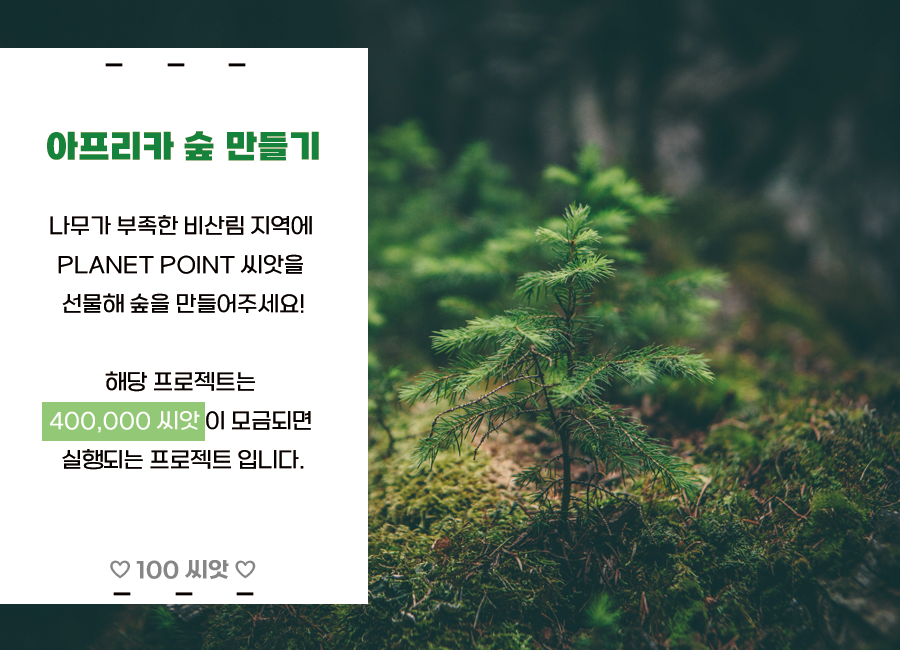 아프리카 숲 만들기
나무가 부족한 비산림 지역에
PLANET POINT 씨앗을
선물해 숲을 만들어주세요!
해당 프로젝트는
400,000 씨앗이 모금되면
실행되는 프로젝트 입니다.
♡ 100 씨앗 ♡